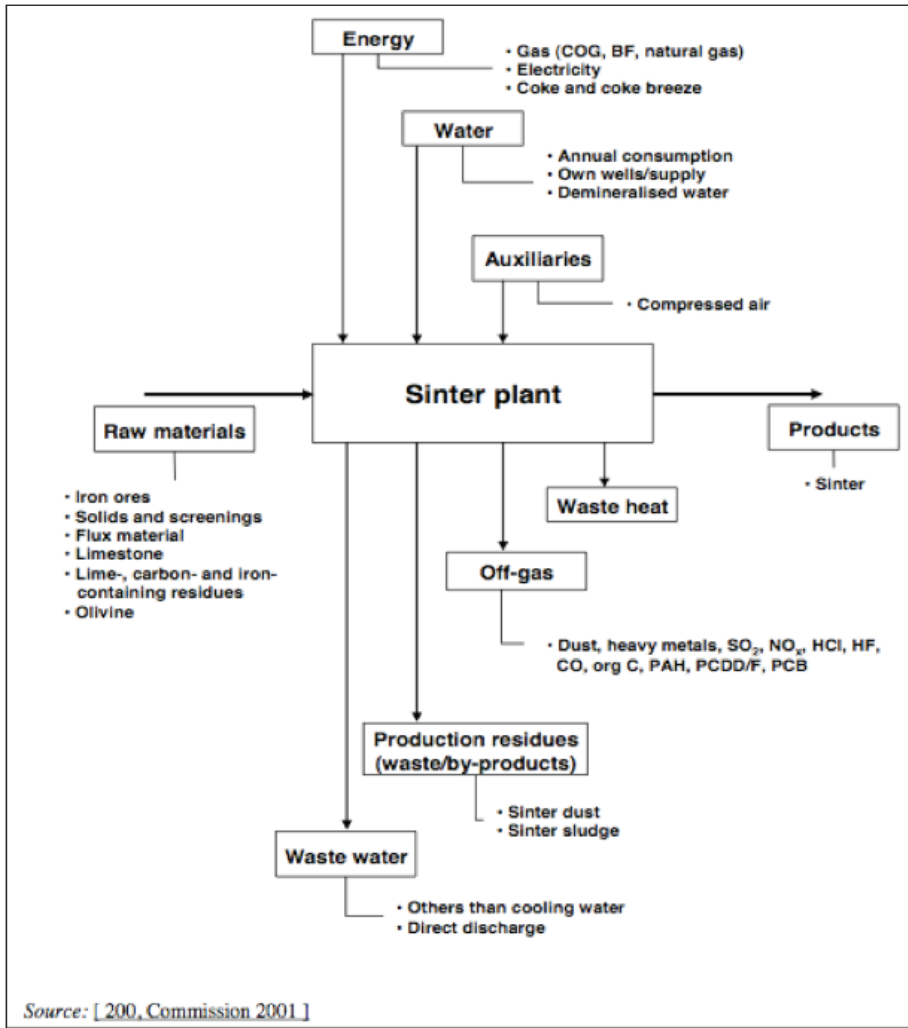 Energy
• Gas (COG, BF, natural gas)
• Electricity
• Coke and coke breeze
Water
• Annual consumption
• Own wells/supply
• Demineralised water
Auxiliaries
• Compressed air
Sinter plant
Raw materials
• Iron ores
• Solids and screenings
• Flux material
• Limestone
• Lime-, carbon- and iron-
containing residues
• Olivine
Products
• Sinter
Waste heat
Off-gas
• Dust, heavy metals, SO₂, NOₓ, HCl, HF,
CO, org C, PAH, PCDD/F, PCB
Production residues
(waste/by-products)
• Sinter dust
• Sinter sludge
Waste water
• Others than cooling water
• Direct discharge
Source: [ 200, Commission 2001 ]